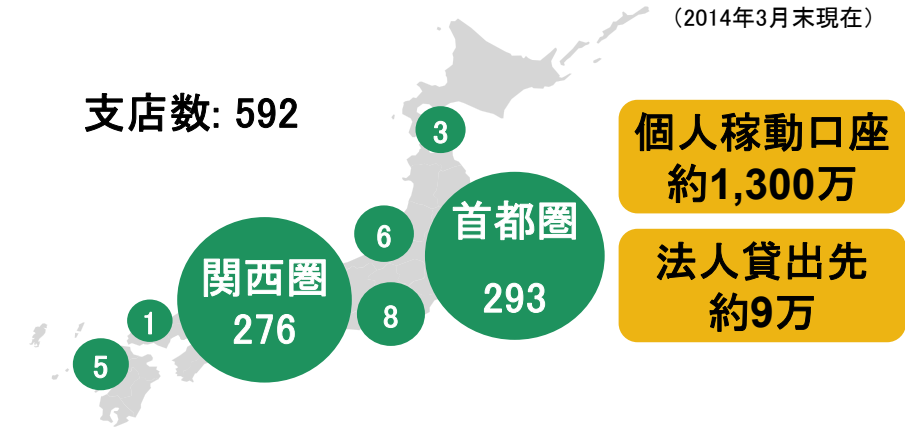 （2014年3月末現在）
支店数: 592
3
個人稼動口座
約1,300万
首都圏
293
6
法人貸出先
約9万
関西圏
276
8
1
5